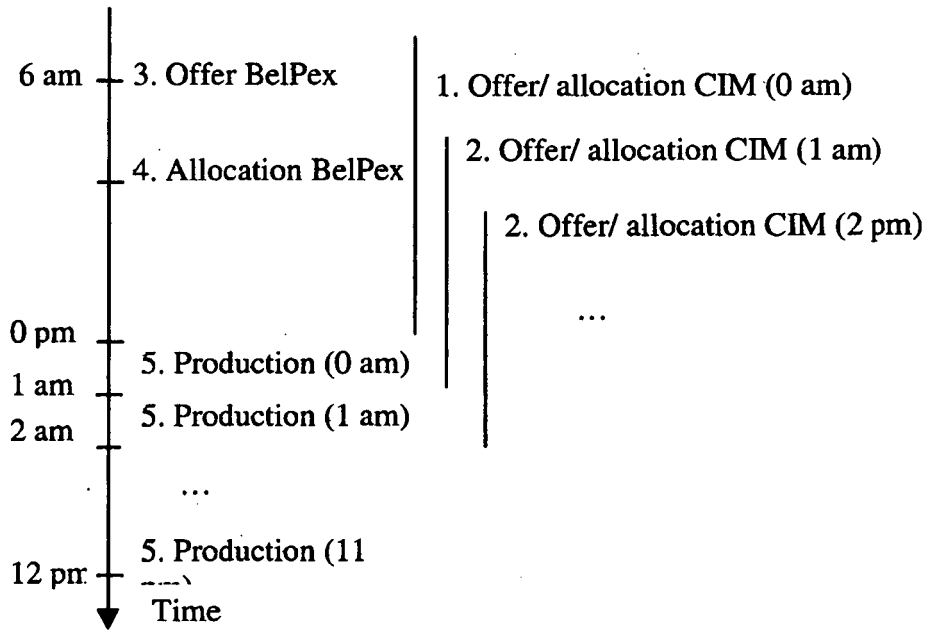 6 am
3. Offer BelPex
1. Offer/ allocation CIM (0 am)
2. Offer/ allocation CIM (1 am)
4. Allocation BelPex
2. Offer/ allocation CIM (2 pm)
...
0 pm
5. Production (0 am)
1 am
5. Production (1 am)
2 am
...
5. Production (11
12 pm
Time